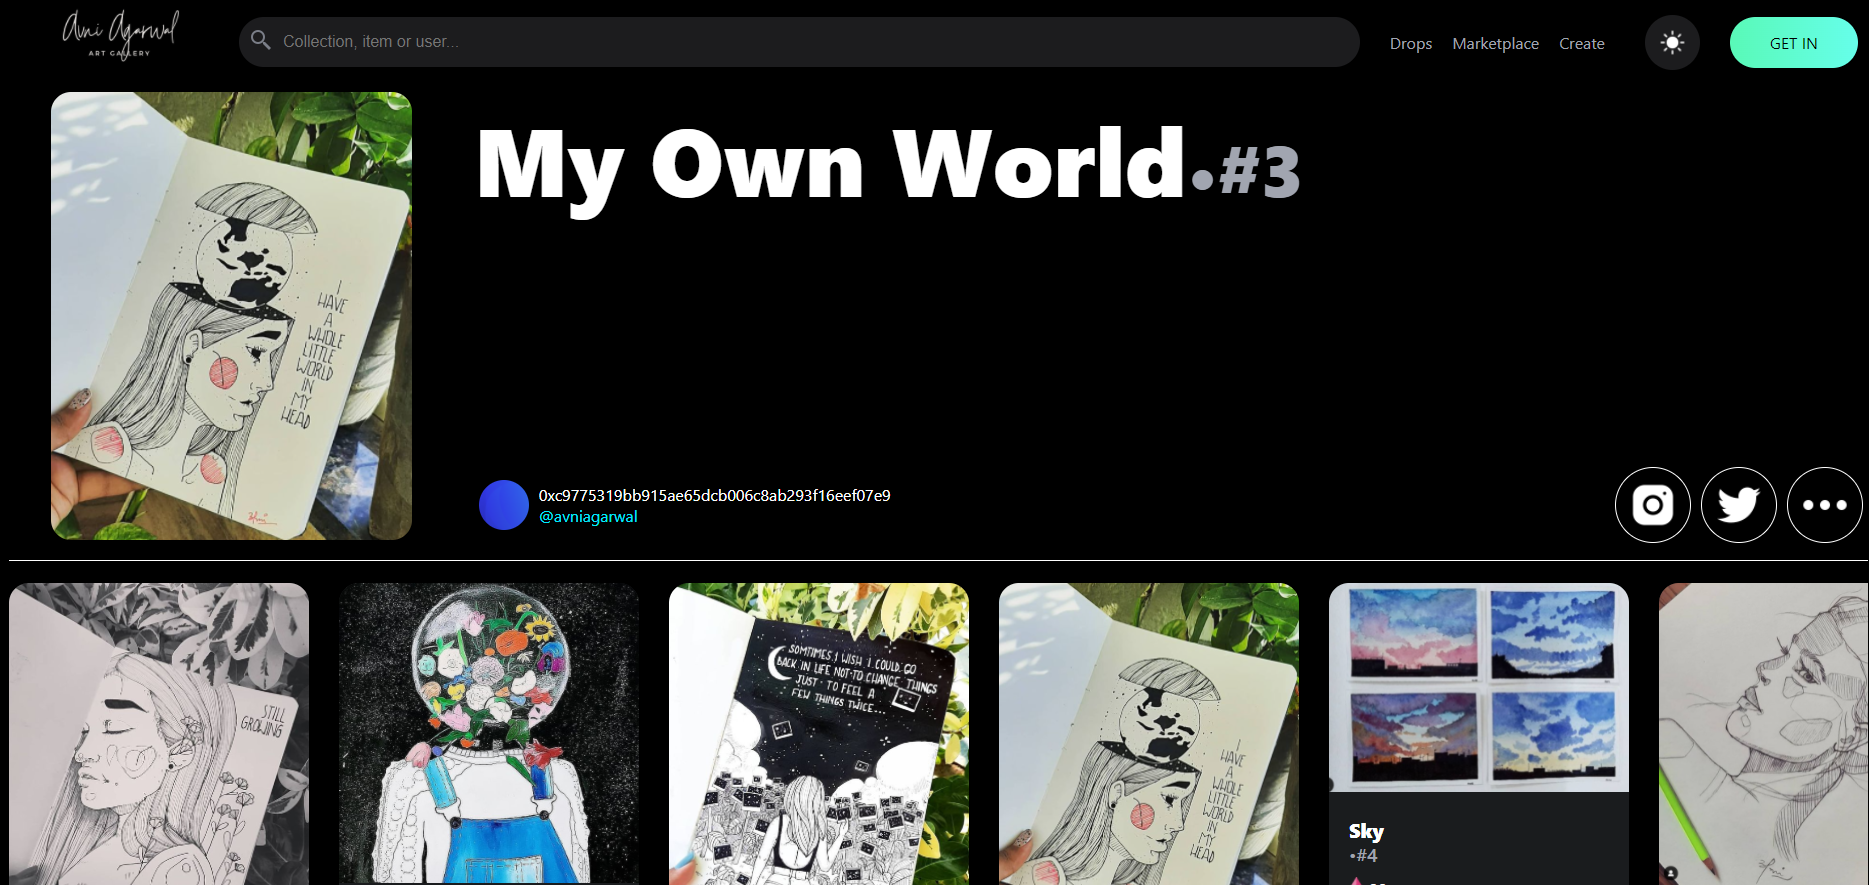 Avni Agarwal
ART GALLERY
Collection, item or user...
Drops
Marketplace
Create
GET IN
My Own World•#3
I
HAVE
A
WHOLE
LITTLE
WORLD
IN
MY
HEAD
0xc9775319bb915ae65dcb006c8ab293f16eef07e9
@avniagarwal
STILL
GROWING
SOMTIMES I WISH I COULD GO
BACK IN LIFE NOT TO CHANGE THINGS
JUST TO FEEL A
FEW THINGS TWICE...
I
HAVE
A
WHOLE
LITTLE
WORLD
IN
MY
HEAD
Sky
•#4